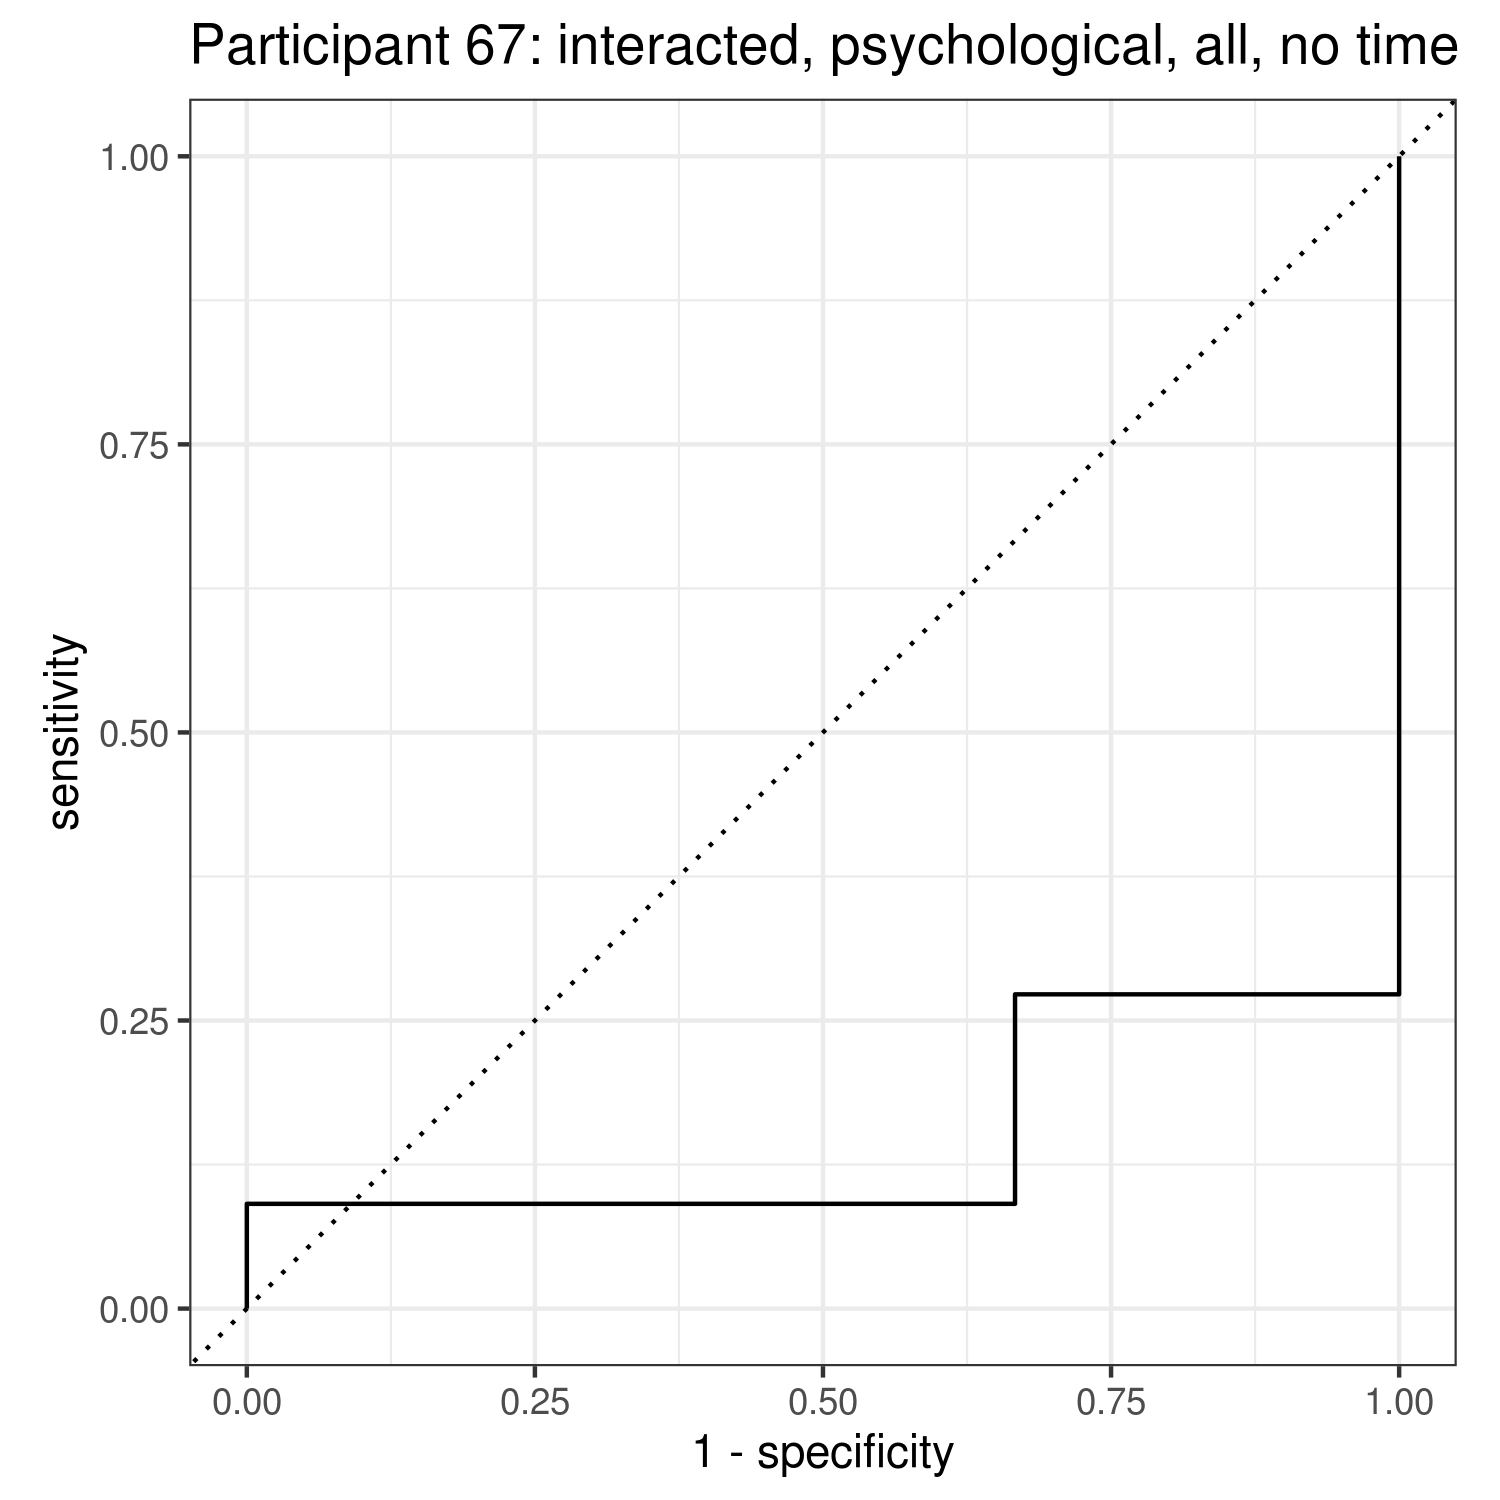 Participant 67: interacted, psychological, all, no time
1.00
0.75
0.50
0.25
0.00
sensitivity
0.00 0.25 0.50 0.75 1.00
1 - specificity